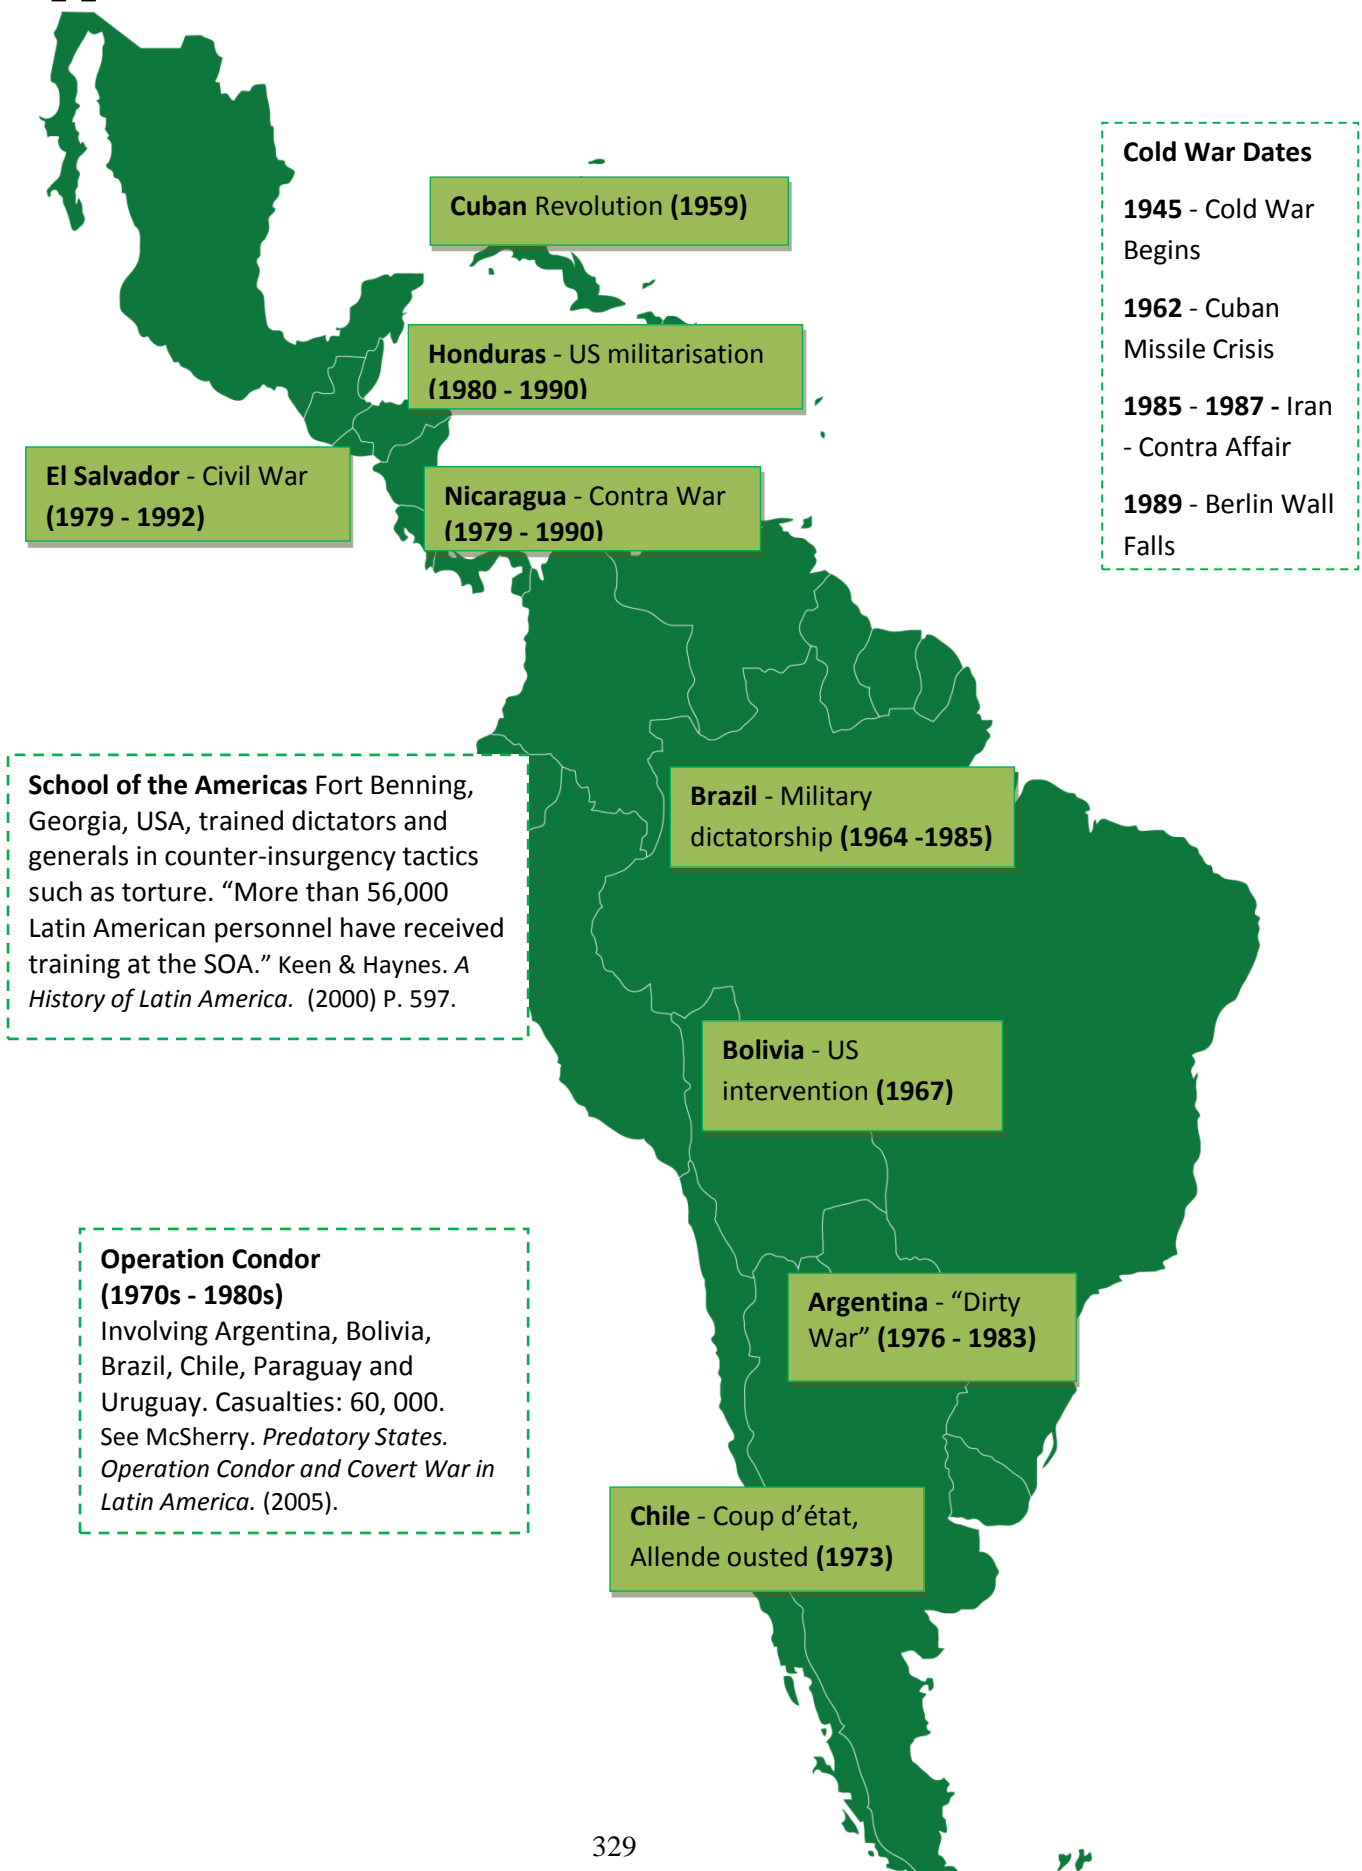 Cuban Revolution (1959)
Cold War Dates
1945 - Cold War
Begins
1962 - Cuban
Missile Crisis
1985 - 1987 - Iran
- Contra Affair
1989 - Berlin Wall
Falls
Honduras - US militarisation
(1980 - 1990)
El Salvador - Civil War
(1979 - 1992)
Nicaragua - Contra War
(1979 - 1990)
School of the Americas Fort Benning,
Georgia, USA, trained dictators and
generals in counter-insurgency tactics
such as torture. “More than 56,000
Latin American personnel have received
training at the SOA.” Keen & Haynes. A
History of Latin America. (2000) P. 597.
Brazil - Military
dictatorship (1964 -1985)
Bolivia - US
intervention (1967)
Operation Condor
(1970s - 1980s)
Involving Argentina, Bolivia,
Brazil, Chile, Paraguay and
Uruguay. Casualties: 60, 000.
See McSherry. Predatory States.
Operation Condor and Covert War in
Latin America. (2005).
Argentina - “Dirty
War” (1976 - 1983)
Chile - Coup d’état,
Allende ousted (1973)
329